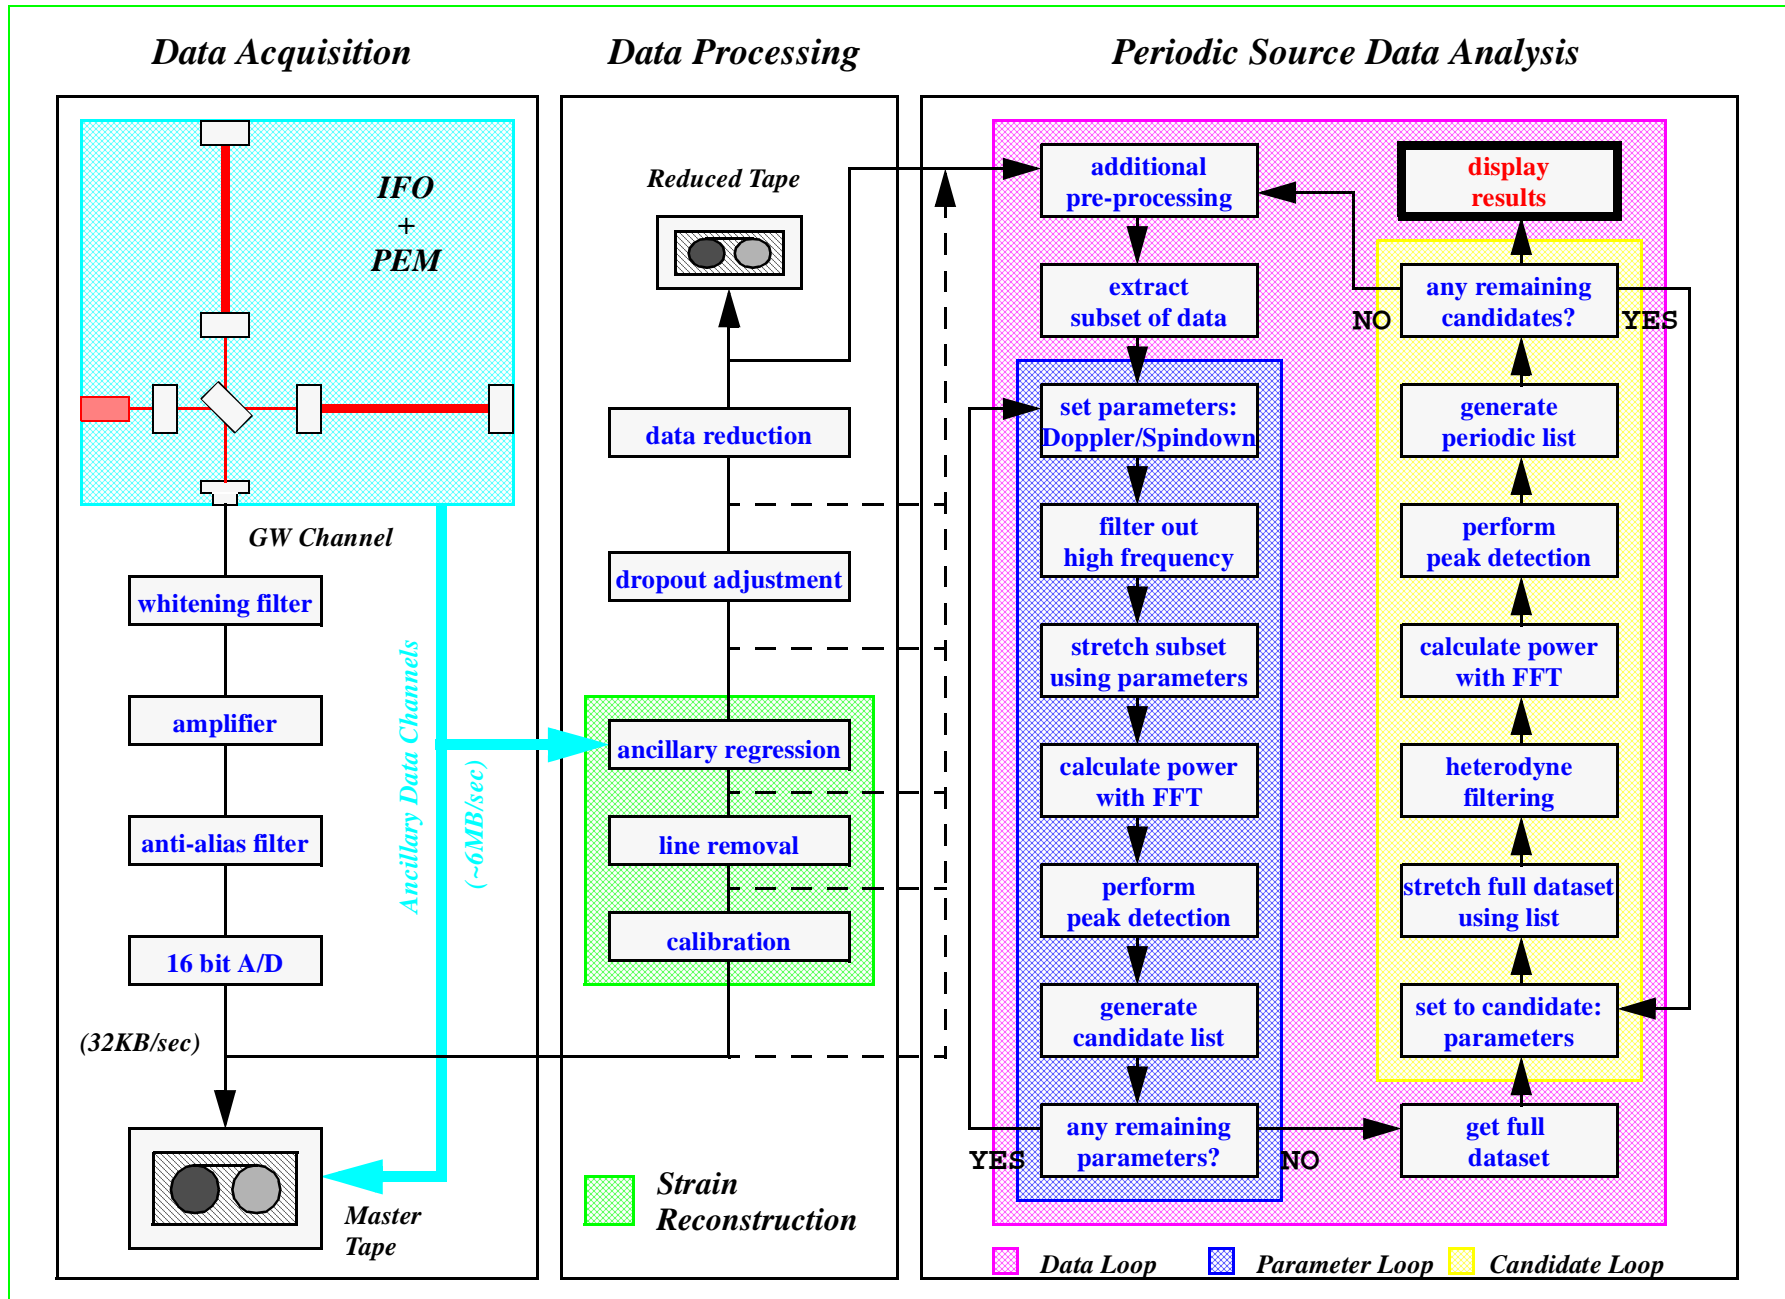 Data Acquisition
IFO
+
PEM
GW Channel
whitening filter
amplifier
anti-alias filter
16 bit A/D
(32KB/sec)
Master
Tape
Ancillary Data Channels
(~6MB/sec)
Data Processing
Reduced Tape
data reduction
dropout adjustment
ancillary regression
line removal
calibration
Strain
Reconstruction
Periodic Source Data Analysis
additional
pre-processing
extract
subset of data
set parameters:
Doppler/Spindown
filter out
high frequency
stretch subset
using parameters
calculate power
with FFT
perform
peak detection
generate
candidate list
any remaining
parameters?
YES
NO
display
results
any remaining
candidates?
NO
YES
generate
periodic list
perform
peak detection
calculate power
with FFT
heterodyne
filtering
stretch full dataset
using list
set to candidate:
parameters
get full
dataset
Data Loop
Parameter Loop
Candidate Loop